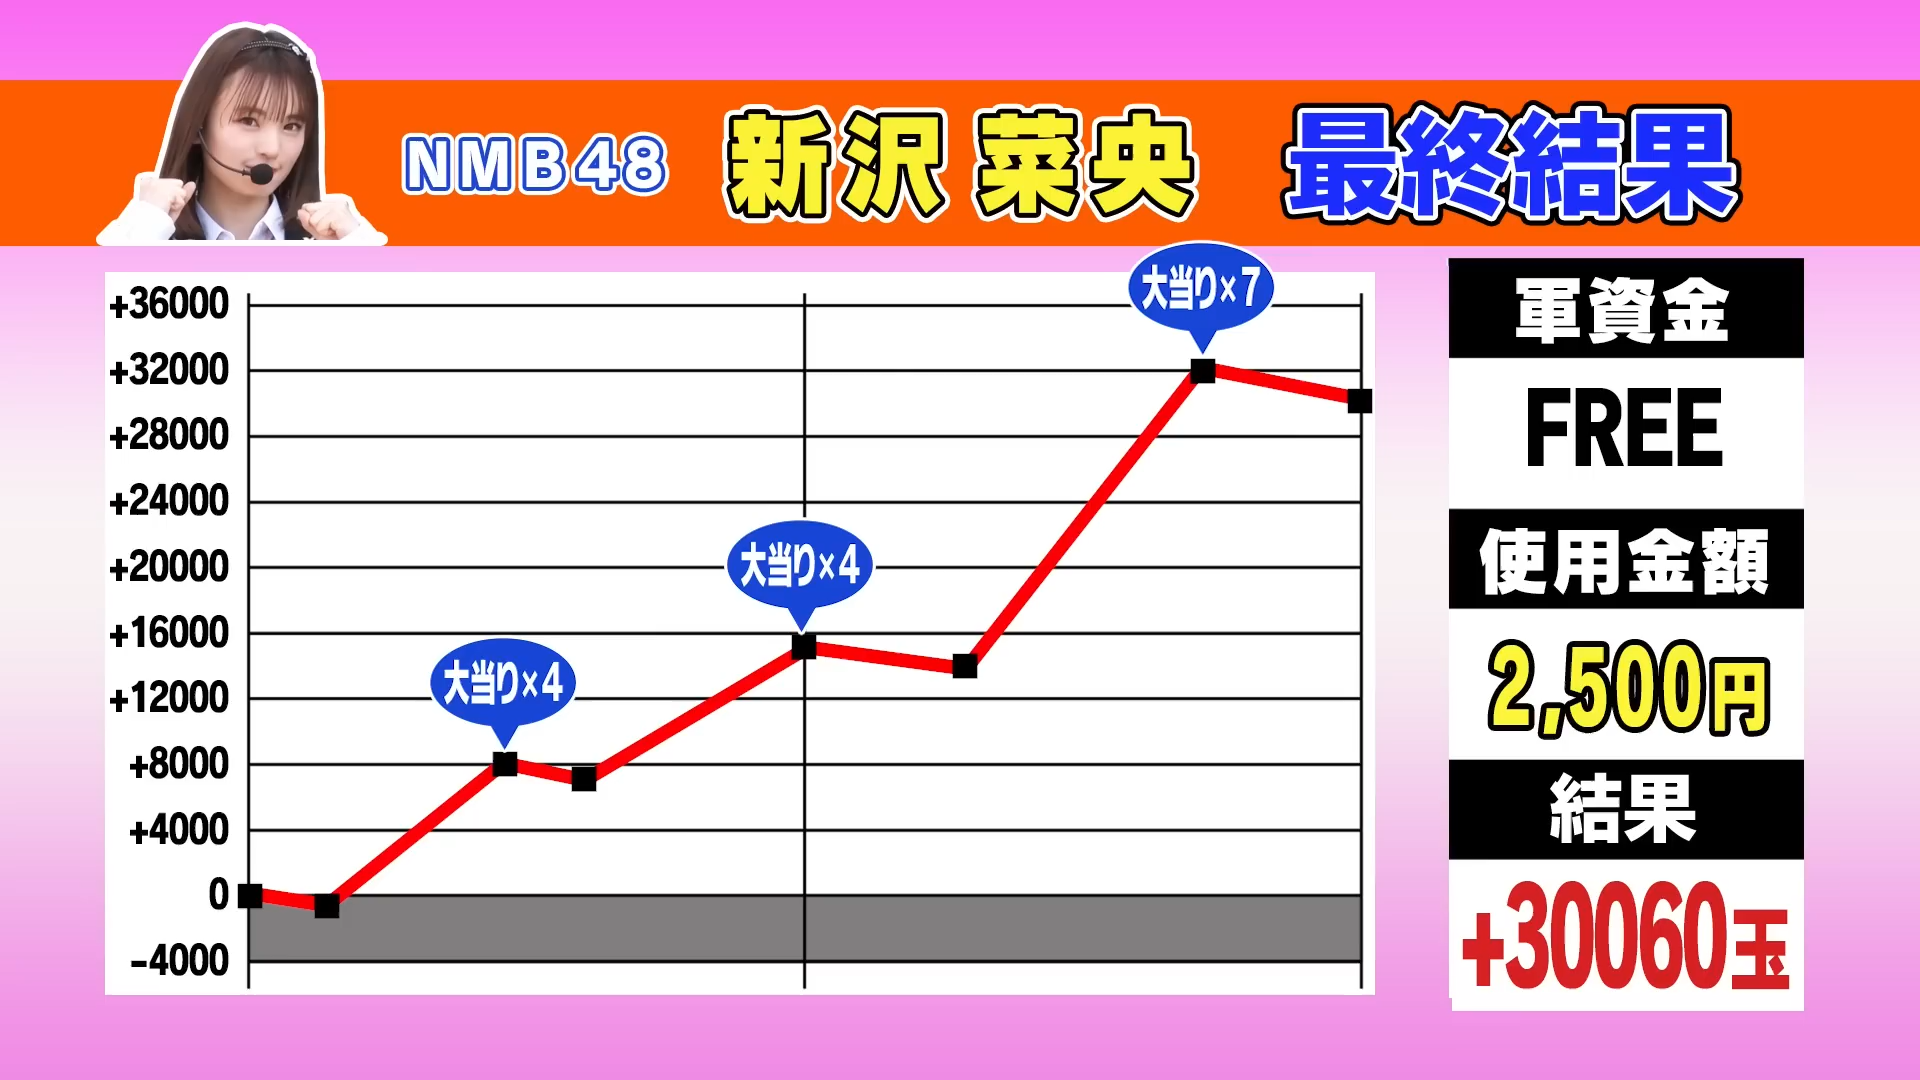 NMB48 新沢 菜央 最終結果
+36000
+32000
+28000
+24000
+20000
+16000
+12000
+8000
+4000
0
-4000
大当り×4
大当り×4
大当り×7
軍資金
FREE
使用金額
2,500円
結果
+30060玉